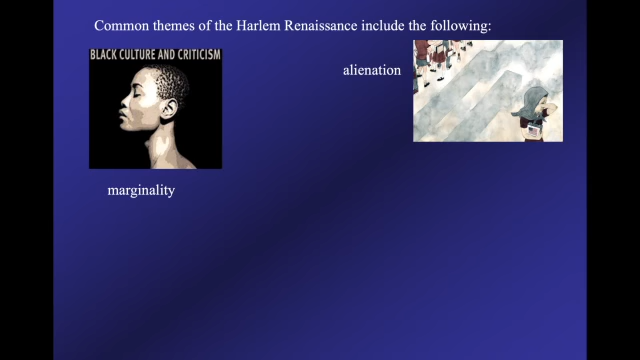 Common themes of the Harlem Renaissance include the following:
BLACK CULTURE AND CRITICISM
alienation
marginality